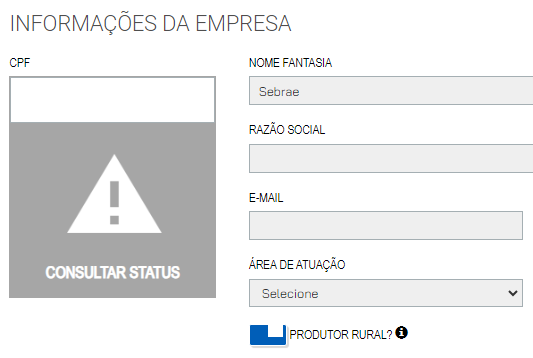 INFORMAÇÕES DA EMPRESA
CPF
CONSULTAR STATUS
NOME FANTASIA
Sebrae
RAZÃO SOCIAL
E-MAIL
ÁREA DE ATUAÇÃO
Selecione
PRODUTOR RURAL?